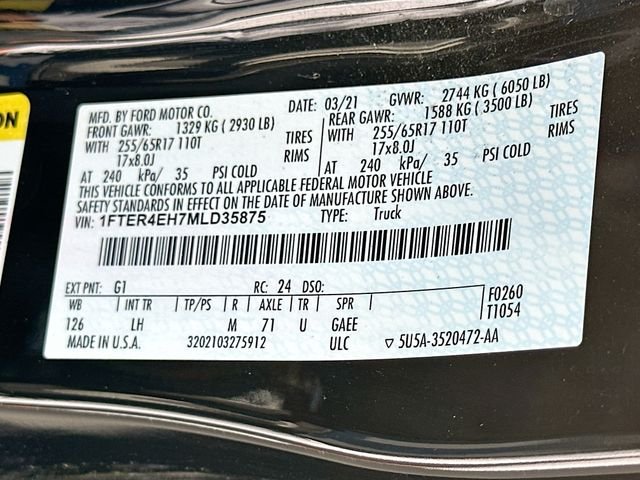 ON
MFD. BY FORD MOTOR CO.
DATE: 03/21 GVWR: 2744 KG ( 6050 LB)
FRONT GAWR: 1329 KG ( 2930 LB)
WITH 255/65R17 110T TIRES
17x8.0J RIMS
AT 240 kPa/ 35 PSI COLD
REAR GAWR: 1588 KG ( 3500 LB)
WITH 255/65R17 110T TIRES
17x8.0J RIMS
AT 240 kPa/ 35 PSI COLD
THIS VEHICLE CONFORMS TO ALL APPLICABLE FEDERAL MOTOR VEHICLE
SAFETY STANDARDS IN EFFECT ON THE DATE OF MANUFACTURE SHOWN ABOVE.
VIN: 1FTER4EH7MLD35875 TYPE: Truck
EXT PNT: G1 RC: 24 DSO:
WB INT TR TP/PS R AXLE TR SPR
126 LH M 71 U GAEE
F0260
T1054
MADE IN U.S.A. 3202103275912 ULC ▽ 5U5A-3520472-AA